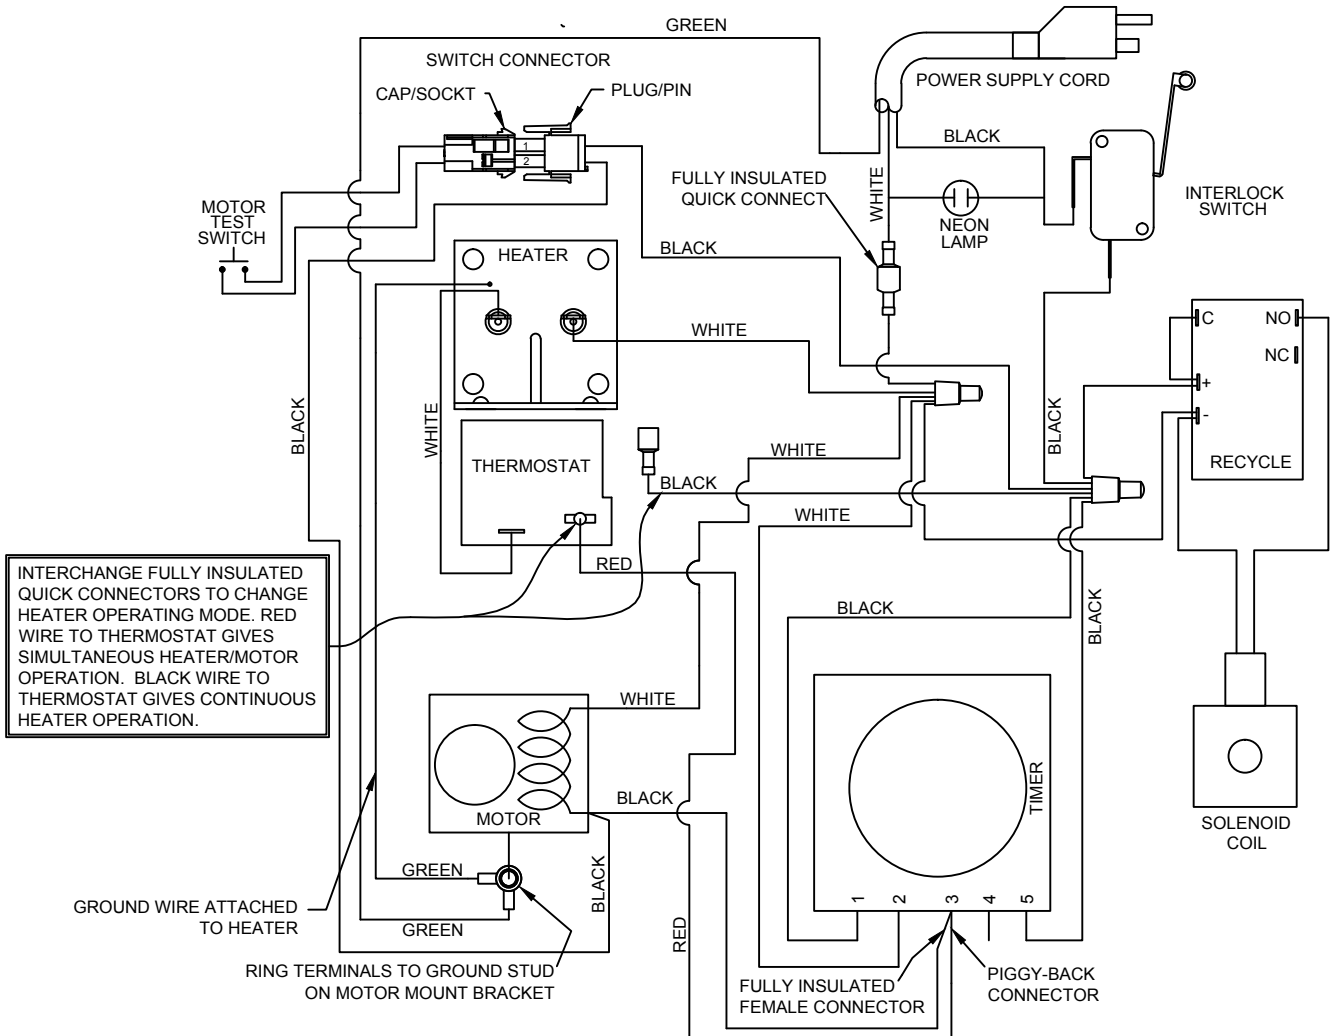 GREEN
SWITCH CONNECTOR
CAP/SOCKT
PLUG/PIN
1
2
POWER SUPPLY CORD
BLACK
FULLY INSULATED
QUICK CONNECT
WHITE
NEON
LAMP
INTERLOCK
SWITCH
MOTOR
TEST
SWITCH
HEATER
BLACK
WHITE
C
NO
NC
+
-
RECYCLE
BLACK
WHITE
BLACK
THERMOSTAT
WHITE
BLACK
WHITE
RED
INTERCHANGE FULLY INSULATED
QUICK CONNECTORS TO CHANGE
HEATER OPERATING MODE. RED
WIRE TO THERMOSTAT GIVES
SIMULTANEOUS HEATER/MOTOR
OPERATION. BLACK WIRE TO
THERMOSTAT GIVES CONTINUOUS
HEATER OPERATION.
BLACK
BLACK
WHITE
BLACK
MOTOR
TIMER
SOLENOID
COIL
GREEN
BLACK
1
2
3
4
5
GROUND WIRE ATTACHED
TO HEATER
GREEN
RED
RING TERMINALS TO GROUND STUD
ON MOTOR MOUNT BRACKET
FULLY INSULATED
FEMALE CONNECTOR
PIGGY-BACK
CONNECTOR